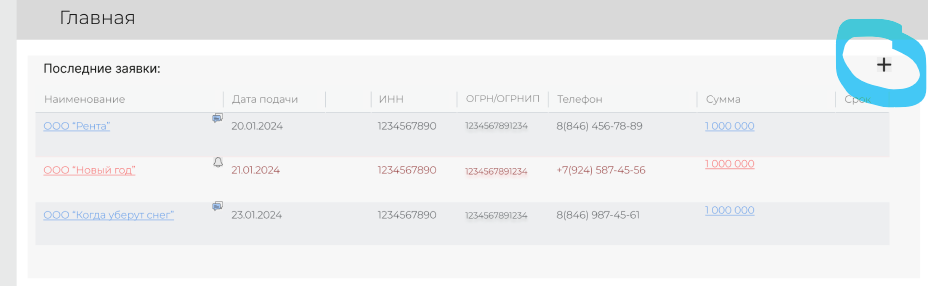 Главная
Последние заявки:
Наименование Дата подачи ИНН ОГРН/ОГРНИП Телефон Сумма
ООО "Рента" 20.01.2024 1234567890 1234567891234 8(846) 456-78-89 1 000 000
ООО "Новый год" 21.01.2024 1234567890 1234567891234 +7(924) 587-45-56 1 000 000
ООО "Когда уберут снег" 23.01.2024 1234567890 1234567891234 8(846) 987-45-61 1 000 000